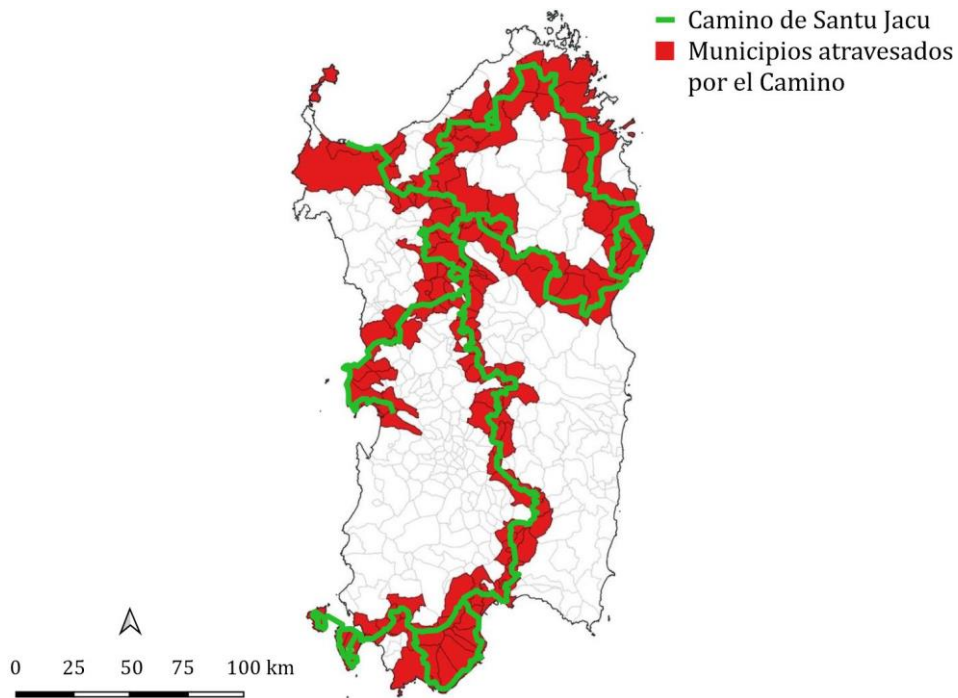 Camino de Santu Jacu
Municipios atravesados
por el Camino
0 25 50 75 100 km